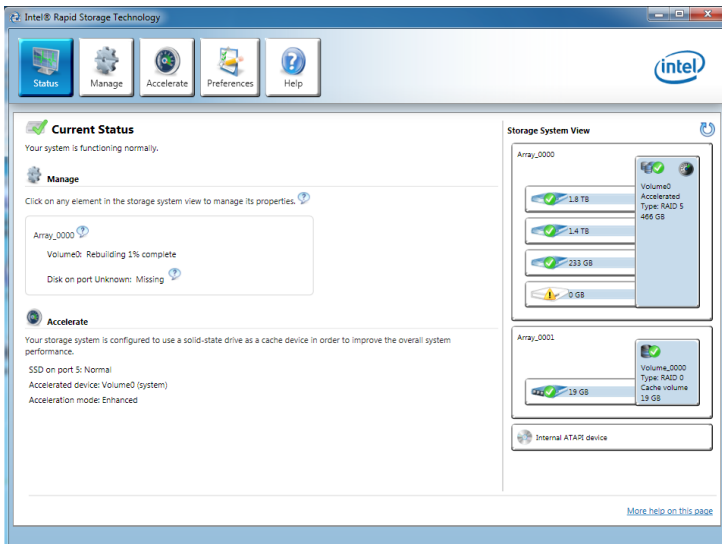 Intel® Rapid Storage Technology
Status
Manage
Accelerate
Preferences
Help
intel
Current Status
Your system is functioning normally.
Manage
Click on any element in the storage system view to manage its properties.
Array_0000
Volume0: Rebuilding 1% complete
Disk on port Unknown: Missing
Accelerate
Your storage system is configured to use a solid-state drive as a cache device in order to improve the overall system
performance.
SSD on port 5: Normal
Accelerated device: Volume0 (system)
Acceleration mode: Enhanced
Storage System View
Array_0000
1.8 TB
1.4 TB
233 GB
0 GB
Volume0
Accelerated
Type: RAID 5
466 GB
Array_0001
19 GB
Volume_0000
Type: RAID 0
Cache volume
19 GB
Internal ATAPI device
More help on this page